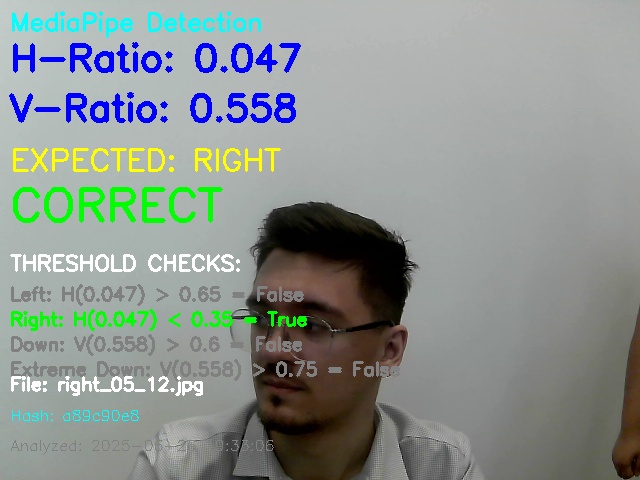 MediaPipe Detection
H-Ratio: 0.047
V-Ratio: 0.558
EXPECTED: RIGHT
CORRECT
THRESHOLD CHECKS:
Left: H(0.047) > 0.65 = False
Right: H(0.047) < 0.35 = True
Down: V(0.558) > 0.6 = False
Extreme Down: V(0.558) > 0.75 = False
File: right_05_12.jpg
Hash: a89c90e8
Analyzed: